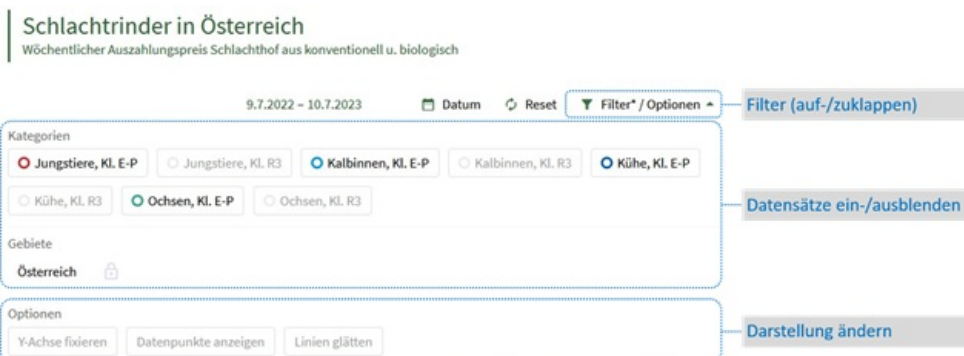 Schlachtrinder in Österreich
Wöchentlicher Auszahlungspreis Schlachthof aus konventionell u. biologisch
9.7.2022 – 10.7.2023 Datum Reset Filter* / Optionen Filter (auf-/zuklappen)
Kategorien
Jungstiere, Kl. E-P Jungstiere, Kl. R3 Kalbinnen, Kl. E-P Kalbinnen, Kl. R3 Kühe, Kl. E-P
Kühe, Kl. R3 Ochsen, Kl. E-P Ochsen, Kl. R3 Datensätze ein-/ausblenden
Gebiete
Österreich
Optionen
Y-Achse fixieren Datenpunkte anzeigen Linien glätten Darstellung ändern